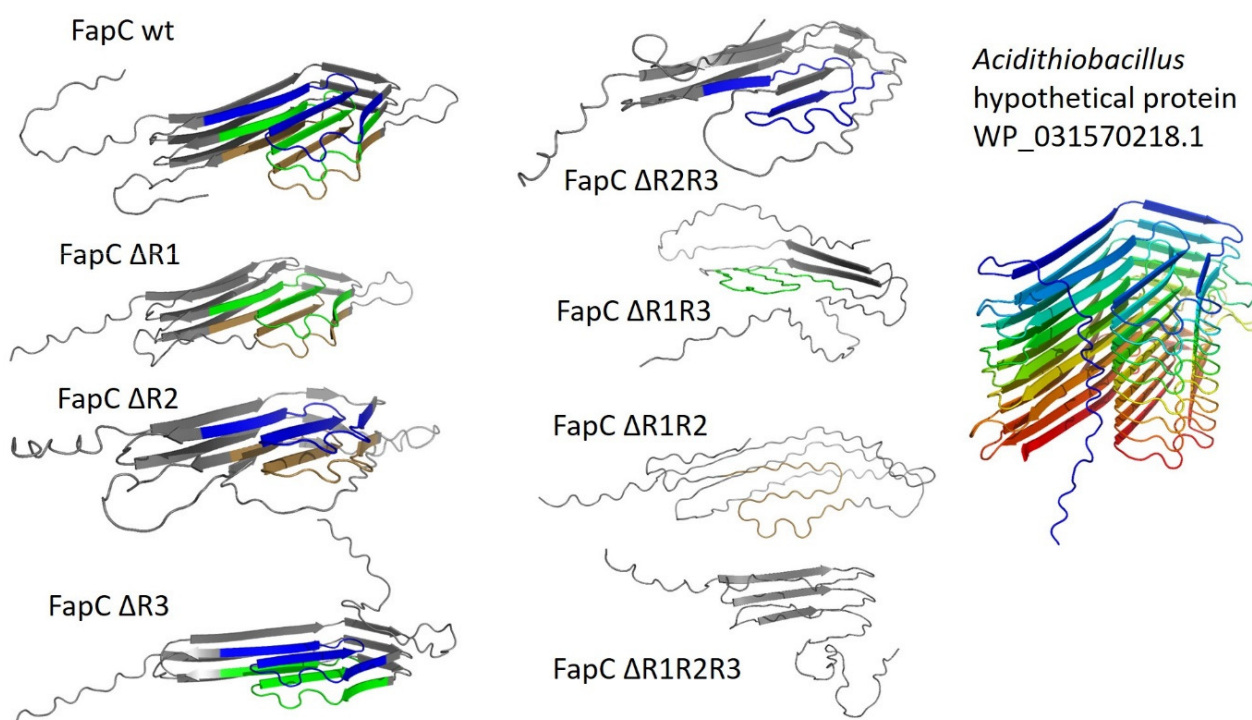 FapC wt
FapC ΔR1
FapC ΔR2
FapC ΔR3
FapC ΔR2R3
FapC ΔR1R3
FapC ΔR1R2
FapC ΔR1R2R3
Acidithiobacillus
hypothetical protein
WP_031570218.1